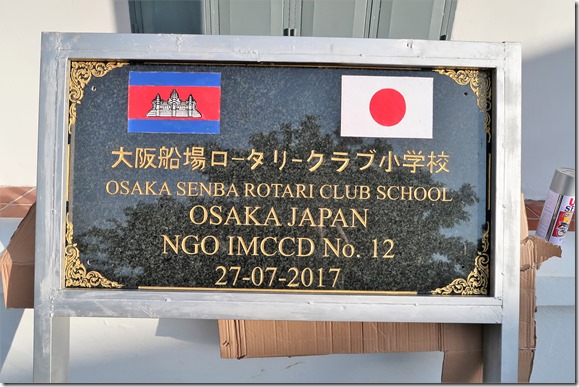 大阪船場ロータリークラブ小学校
OSAKA SENBA ROTARI CLUB SCHOOL
OSAKA JAPAN
NGO IMCCD No. 12
27-07-2017